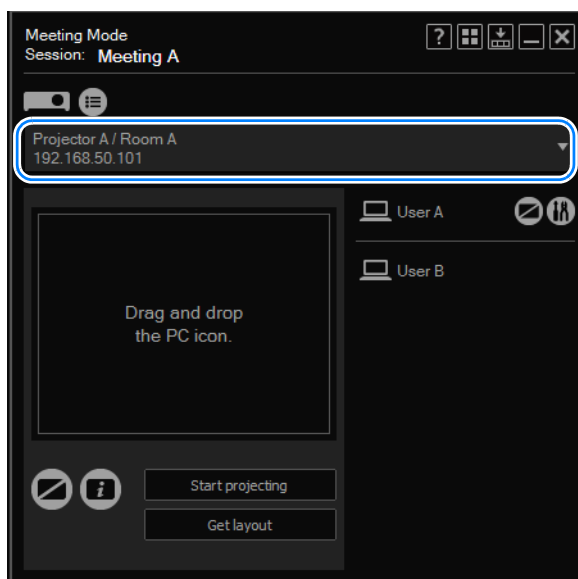 Meeting Mode
Session: Meeting A
?
Projector A / Room A
192.168.50.101
User A
User B
Drag and drop
the PC icon.
i
Start projecting
Get layout